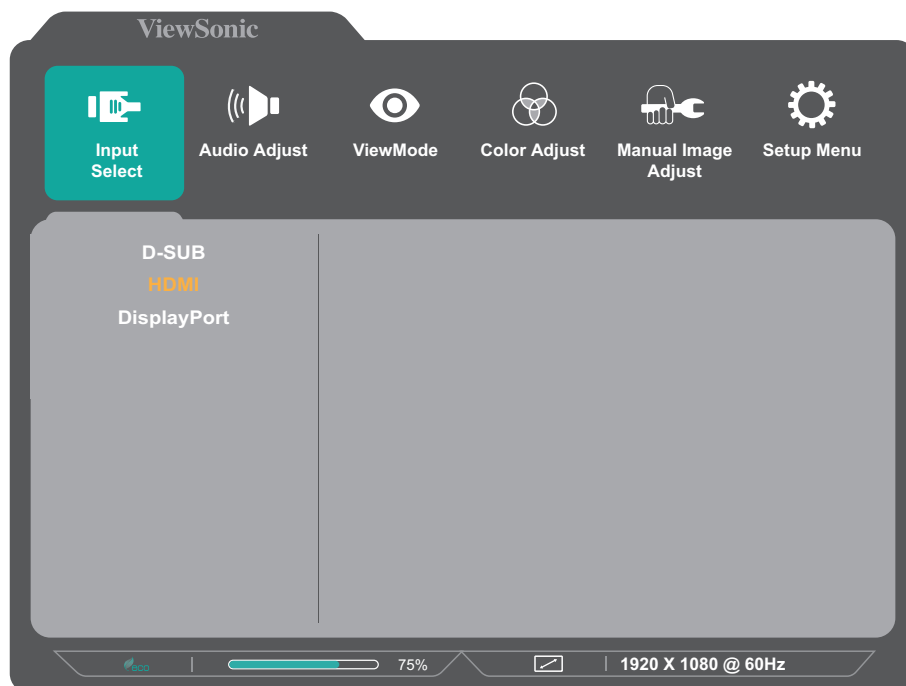 ViewSonic
Input
Select
Audio Adjust
ViewMode
Color Adjust
Manual Image
Adjust
Setup Menu
D-SUB
HDMI
DisplayPort
eco
75%
1920 X 1080 @ 60Hz